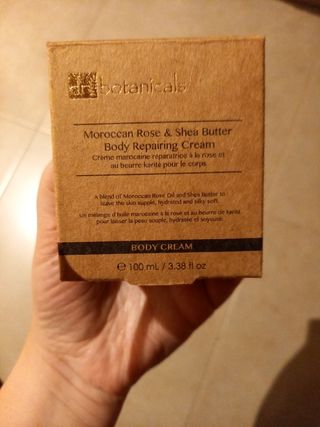 dr botanicals
Moroccan Rose & Shea Butter
Body Repairing Cream
Crème marocaine réparatrice à la rose et
au beurre karité pour le corps
A blend of Moroccan Rose Oil and Shea Butter to
leave the skin supple, hydrated and silky soft.
Un mélange d'huile marocaine à la rose et au beurre de karité
pour laisser la peau souple, hydratée et soyeuse.
BODY CREAM
℮ 100 mL / 3.38 fl oz